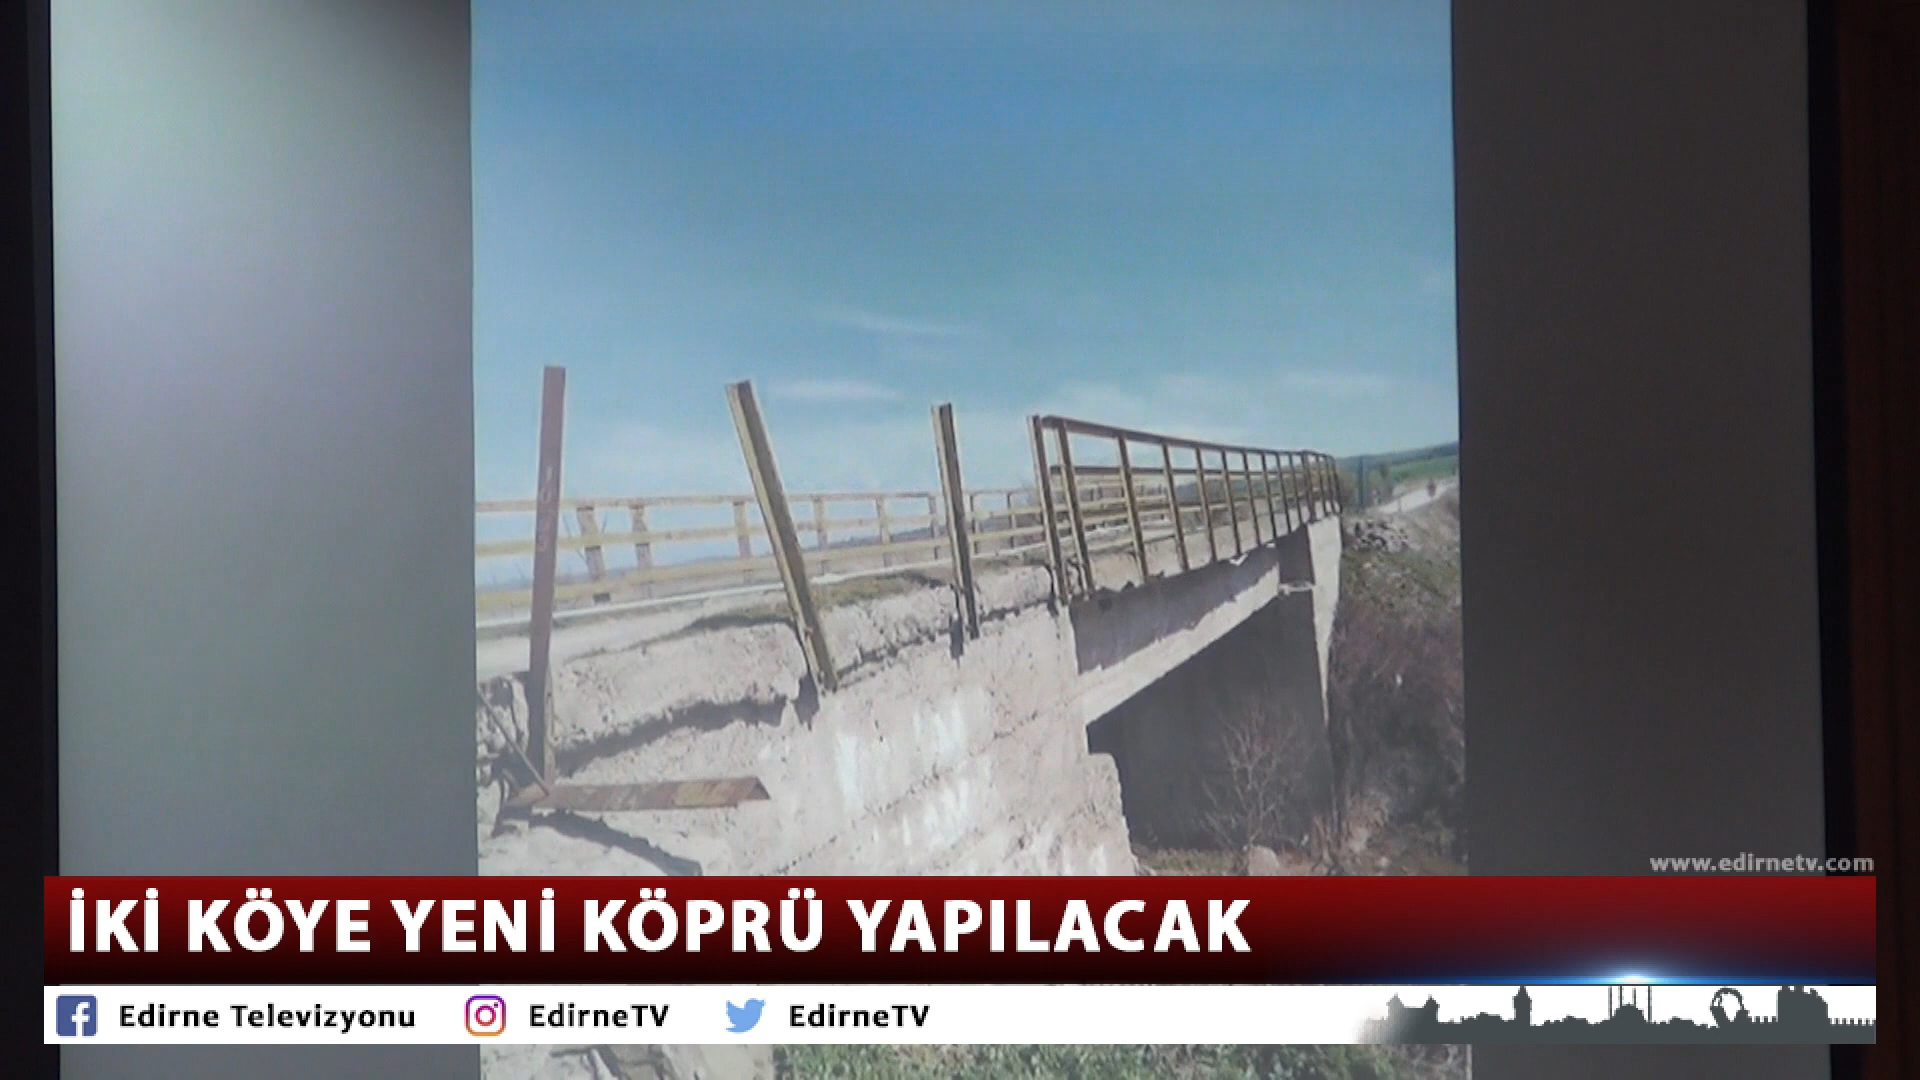 www.edirnetv.com
İKİ KÖYE YENİ KÖPRÜ YAPILACAK
Edirne Televizyonu EdirneTV EdirneTV